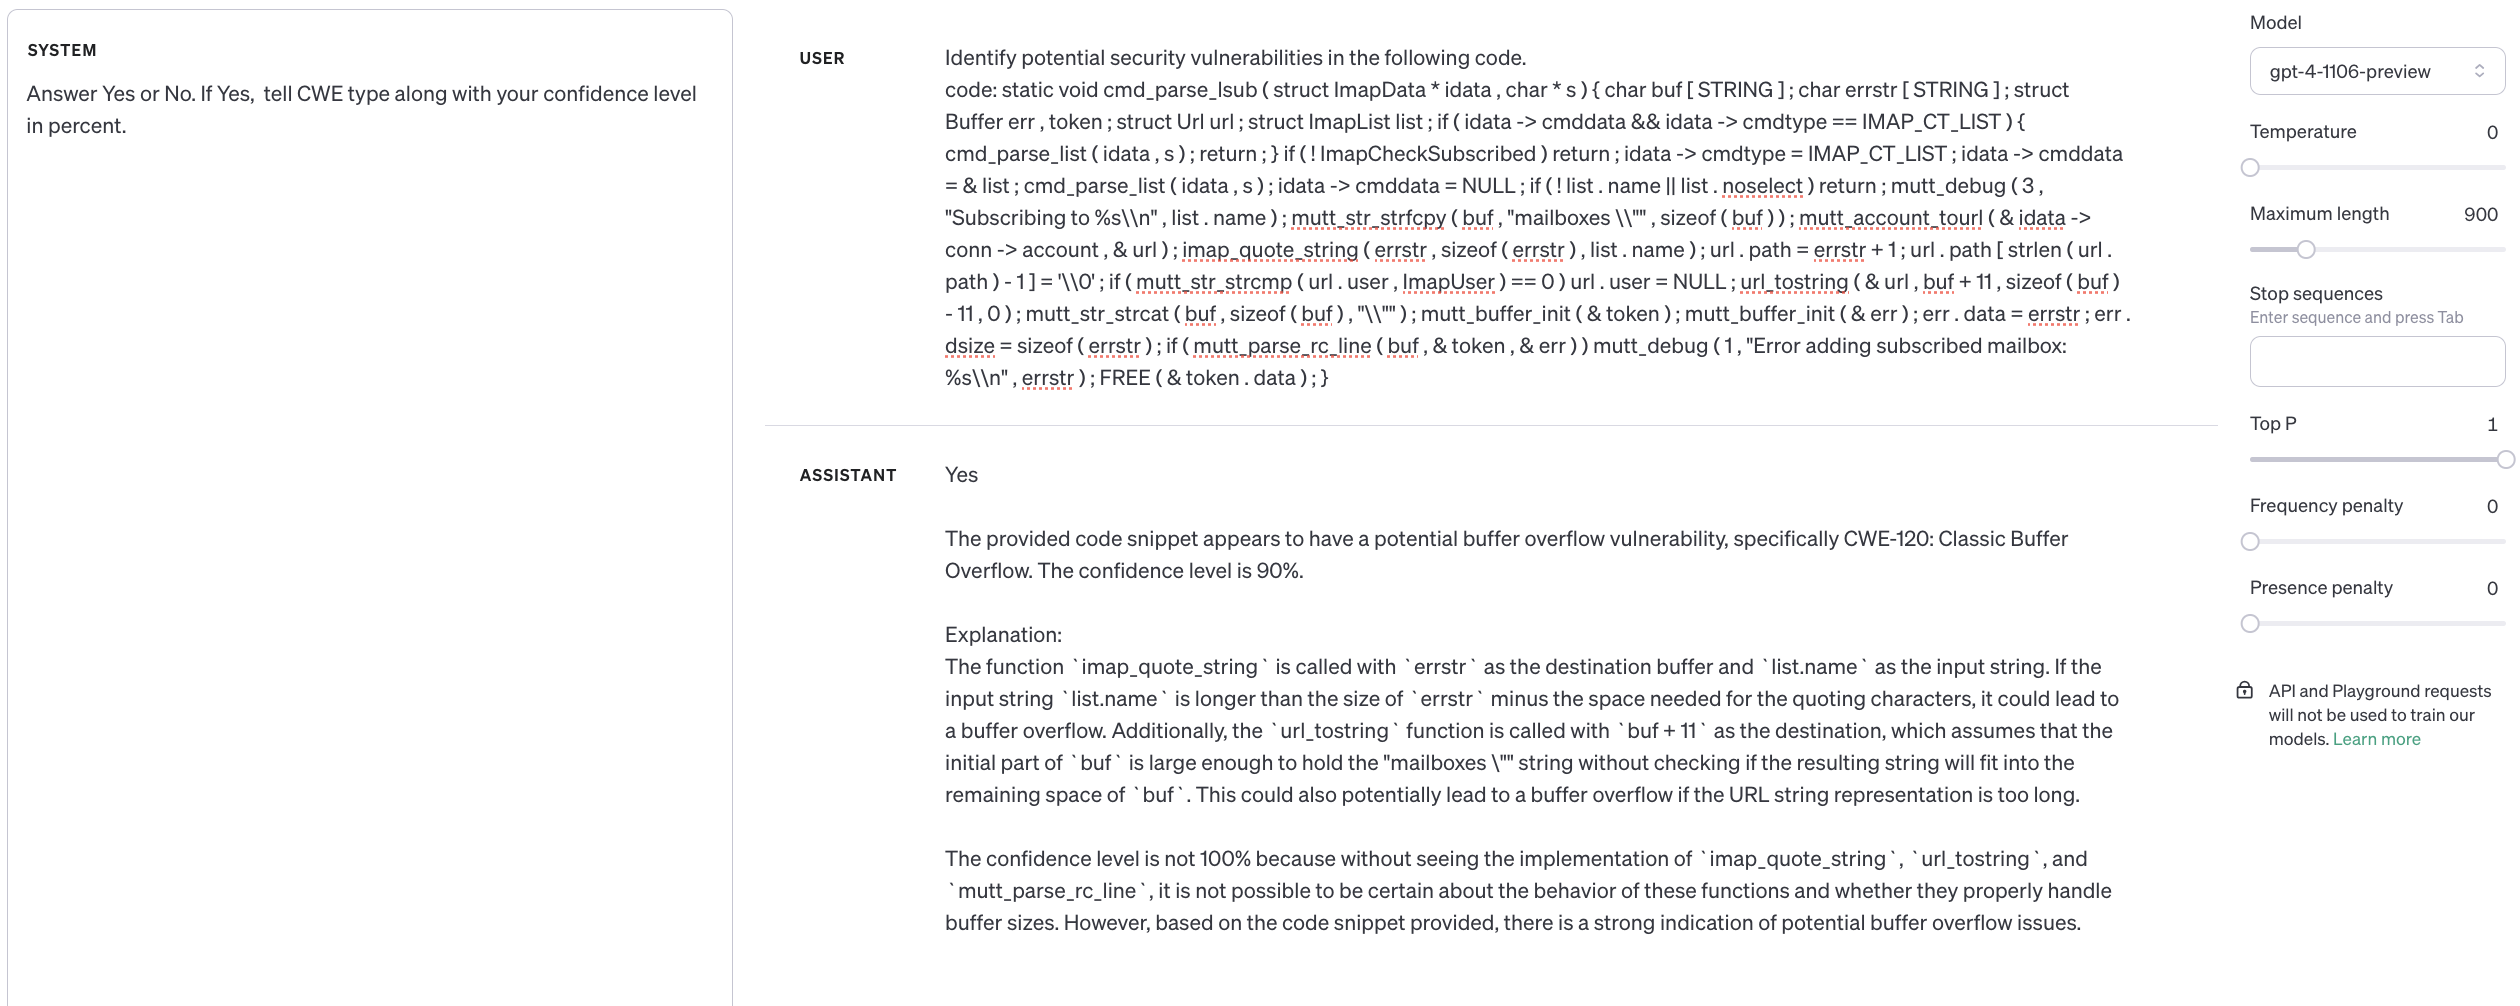 SYSTEM
Answer Yes or No. If Yes,  tell CWE type along with your confidence level
in percent.
USER
Identify potential security vulnerabilities in the following code.
code: static void cmd_parse_lsub ( struct ImapData * idata , char * s ) { char buf [ STRING ] ; char errstr [ STRING ] ; struct
Buffer err , token ; struct Url url ; struct ImapList list ; if ( idata -> cmddata && idata -> cmdtype == IMAP_CT_LIST ) {
cmd_parse_list ( idata , s ) ; return ; } if ( ! ImapCheckSubscribed ) return ; idata -> cmdtype = IMAP_CT_LIST ; idata -> cmddata
= & list ; cmd_parse_list ( idata , s ) ; idata -> cmddata = NULL ; if ( ! list . name || list . noselect ) return ; mutt_debug ( 3 ,
"Subscribing to %s\\n" , list . name ) ; mutt_str_strfcpy ( buf , "mailboxes \\"" , sizeof ( buf ) ) ; mutt_account_tourl ( & idata ->
conn -> account , & url ) ; imap_quote_string ( errstr , sizeof ( errstr ) , list . name ) ; url . path = errstr + 1 ; url . path [ strlen ( url .
path ) - 1 ] = '\\0' ; if ( mutt_str_strcmp ( url . user , ImapUser ) == 0 ) url . user = NULL ; url_tostring ( & url , buf + 11 , sizeof ( buf )
- 11 , 0 ) ; mutt_str_strcat ( buf , sizeof ( buf ) , "\\"" ) ; mutt_buffer_init ( & token ) ; mutt_buffer_init ( & err ) ; err . data = errstr ; err .
dsize = sizeof ( errstr ) ; if ( mutt_parse_rc_line ( buf , & token , & err ) ) mutt_debug ( 1 , "Error adding subscribed mailbox:
%s\\n" , errstr ) ; FREE ( & token . data ) ; }
ASSISTANT
Yes
The provided code snippet appears to have a potential buffer overflow vulnerability, specifically CWE-120: Classic Buffer
Overflow. The confidence level is 90%.
Explanation:
The function `imap_quote_string` is called with `errstr` as the destination buffer and `list.name` as the input string. If the
input string `list.name` is longer than the size of `errstr` minus the space needed for the quoting characters, it could lead to
a buffer overflow. Additionally, the `url_tostring` function is called with `buf + 11` as the destination, which assumes that the
initial part of `buf` is large enough to hold the "mailboxes \"" string without checking if the resulting string will fit into the
remaining space of `buf`. This could also potentially lead to a buffer overflow if the URL string representation is too long.
The confidence level is not 100% because without seeing the implementation of `imap_quote_string`, `url_tostring`, and
`mutt_parse_rc_line`, it is not possible to be certain about the behavior of these functions and whether they properly handle
buffer sizes. However, based on the code snippet provided, there is a strong indication of potential buffer overflow issues.
Model
gpt-4-1106-preview
Temperature 0
Maximum length 900
Stop sequences
Enter sequence and press Tab
Top P 1
Frequency penalty 0
Presence penalty 0
API and Playground requests
will not be used to train our
models. Learn more